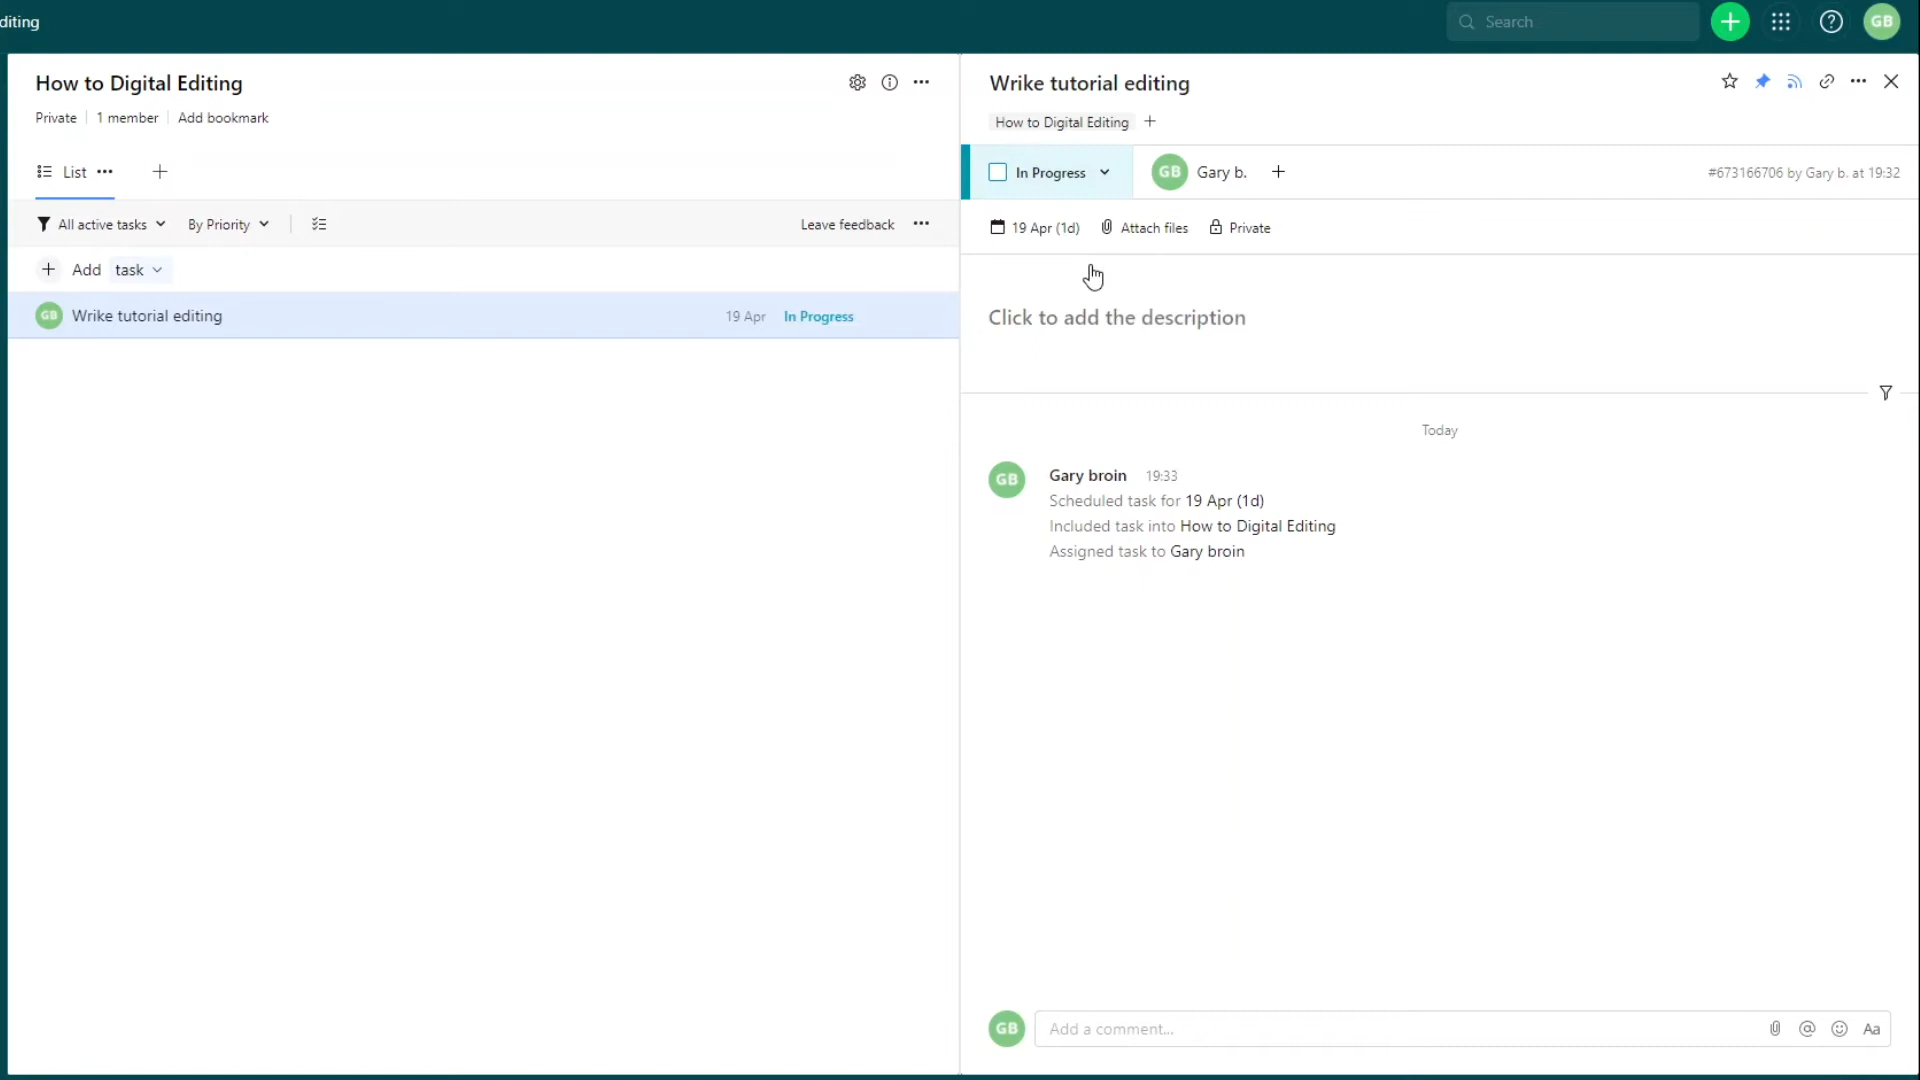 diting
Search
GB
How to Digital Editing
Private
1 member
Add bookmark
List
All active tasks
By Priority
Leave feedback
Add task
GB
Wrike tutorial editing
19 Apr
In Progress
Wrike tutorial editing
How to Digital Editing
In Progress
GB
Gary b.
#673166706 by Gary b. at 19:32
19 Apr (1d)
Attach files
Private
Click to add the description
Today
GB
Gary broin 19:33
Scheduled task for 19 Apr (1d)
Included task into How to Digital Editing
Assigned task to Gary broin
GB
Add a comment...
Aa